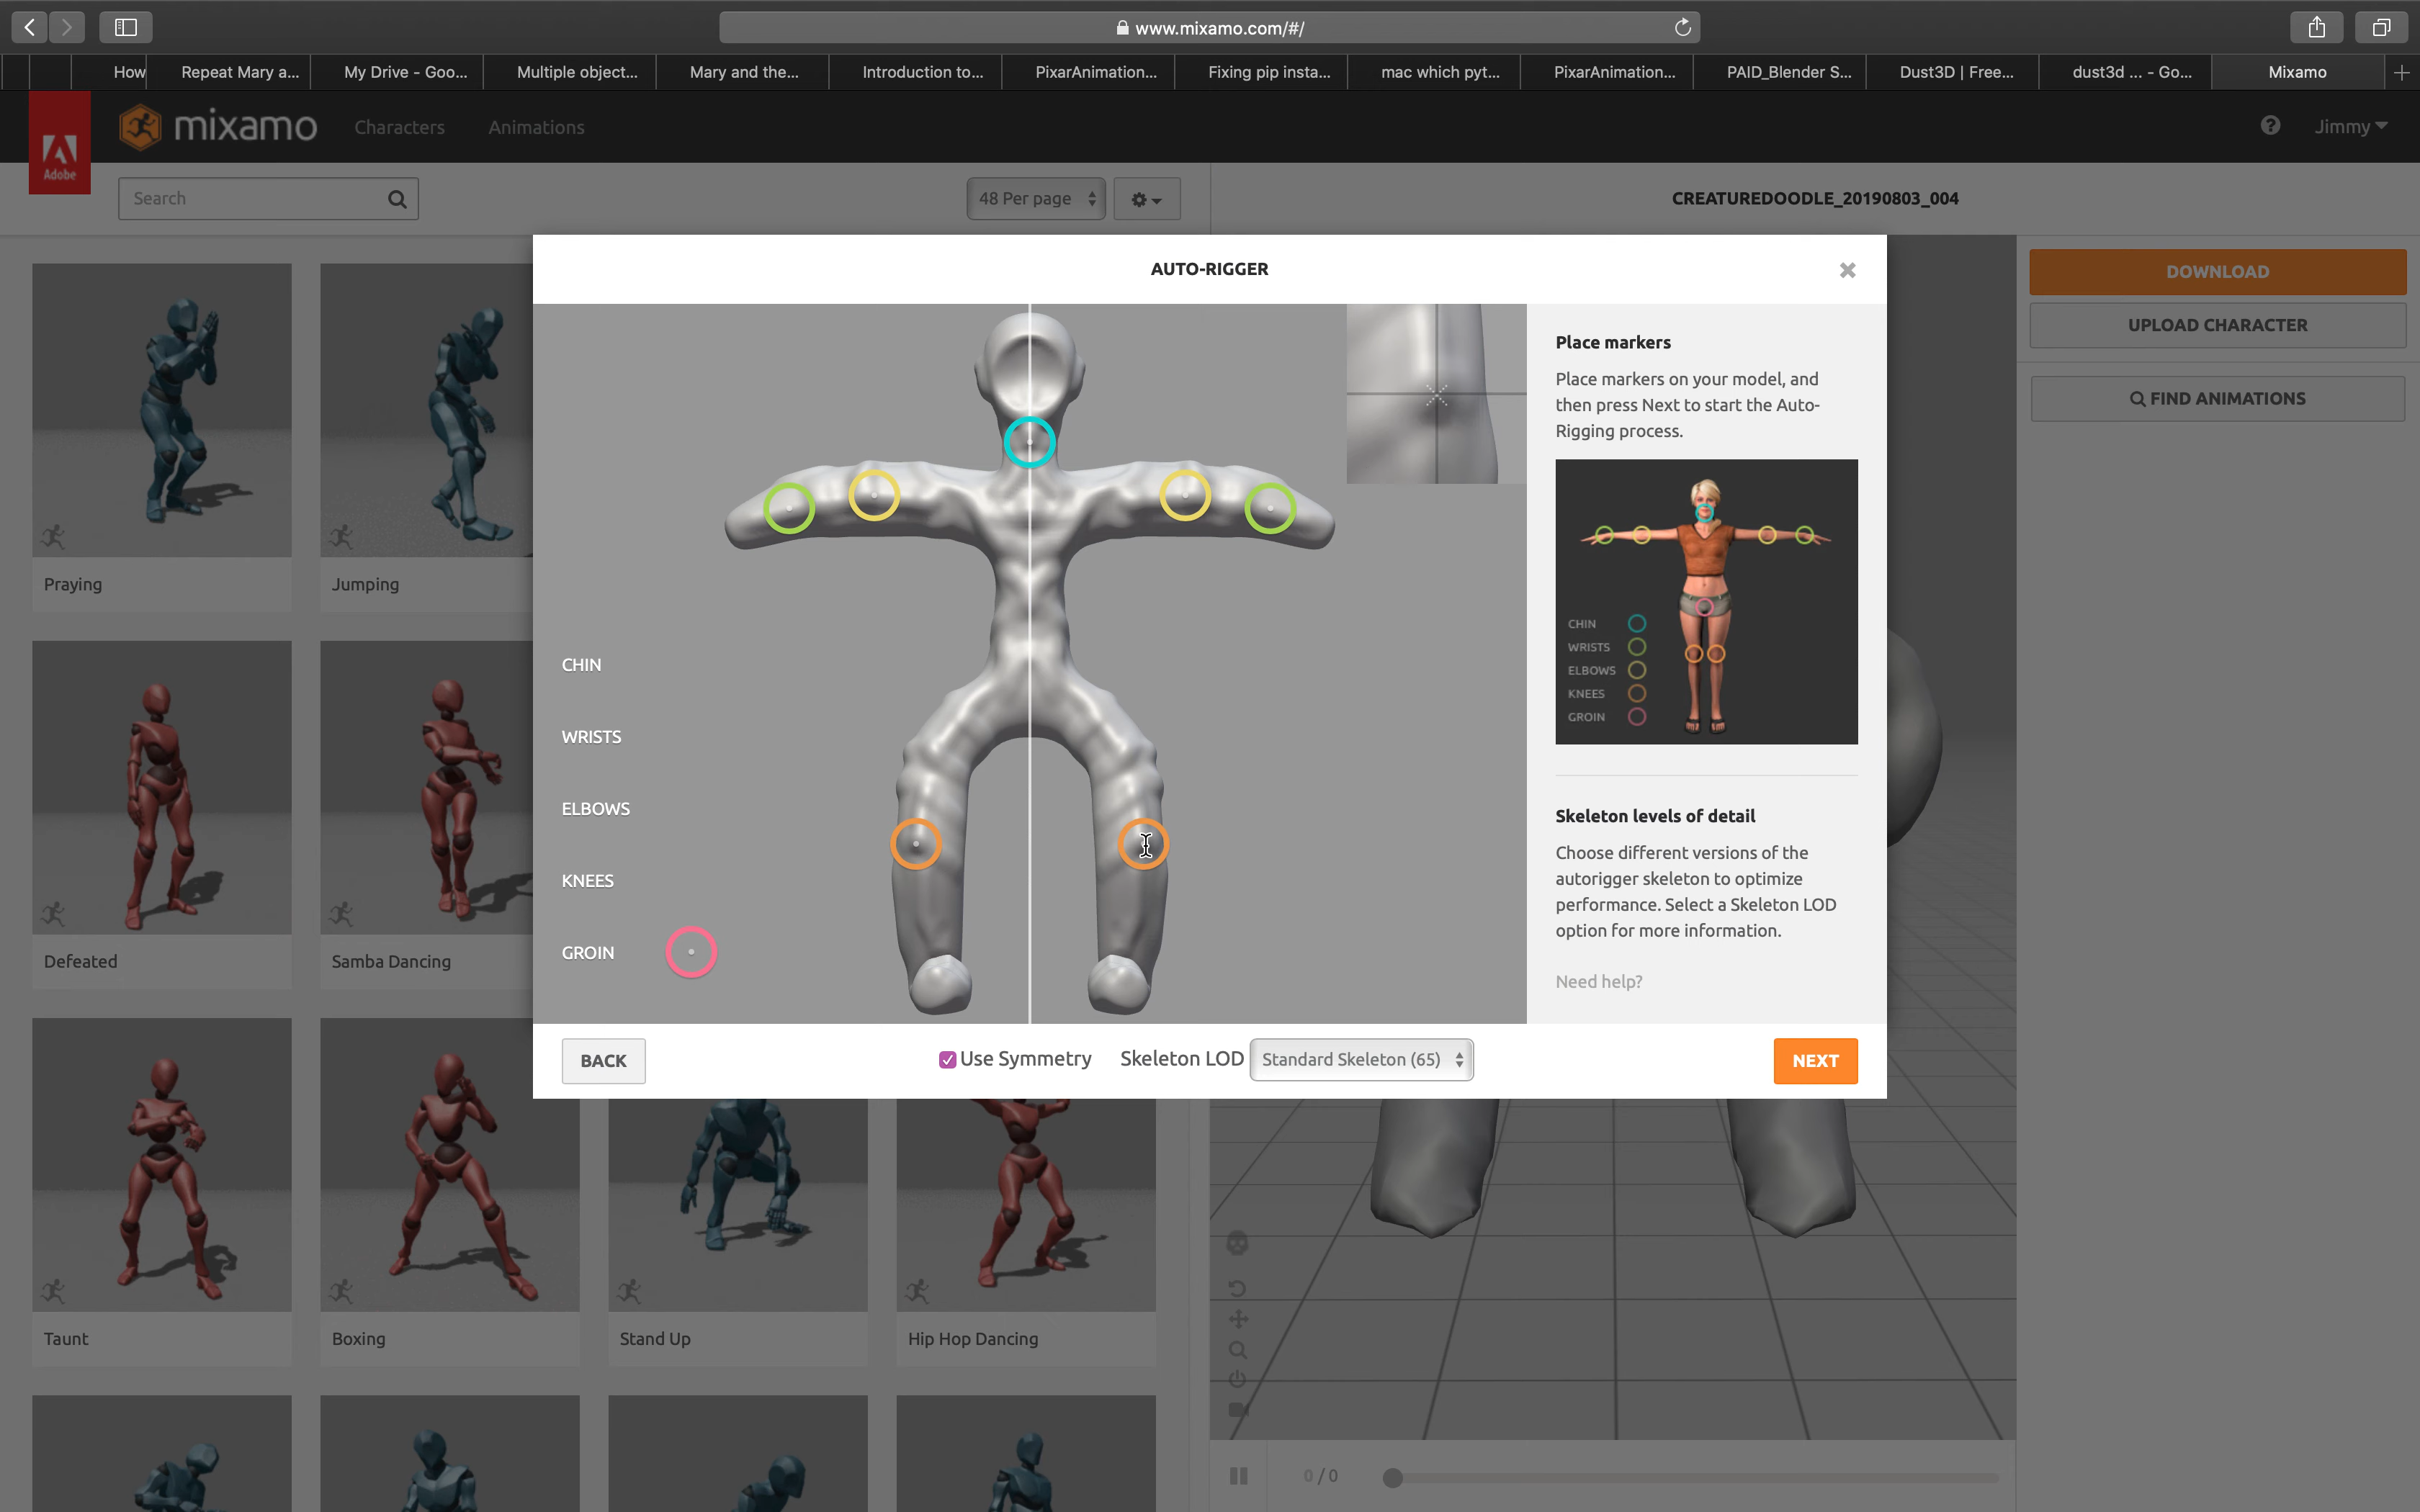 www.mixamo.com/#/
How
Repeat Mary a...
My Drive - Goo...
Multiple object...
Mary and the...
Introduction to...
PixarAnimation...
Fixing pip insta...
mac which pyt...
PixarAnimation...
PAID_Blender S...
Dust3D | Free...
dust3d ... - Go...
Mixamo
Adobe
mixamo
Characters
Animations
Jimmy
Search
48 Per page
CREATUREDOODLE_20190803_004
AUTO-RIGGER
DOWNLOAD
UPLOAD CHARACTER
FIND ANIMATIONS
Place markers
Place markers on your model, and
then press Next to start the Auto-
Rigging process.
CHIN
WRISTS
ELBOWS
KNEES
GROIN
Skeleton levels of detail
Choose different versions of the
autorigger skeleton to optimize
performance. Select a Skeleton LOD
option for more information.
Need help?
CHIN
WRISTS
ELBOWS
KNEES
GROIN
BACK
Use Symmetry
Skeleton LOD
Standard Skeleton (65)
NEXT
Praying
Jumping
Defeated
Samba Dancing
Taunt
Boxing
Stand Up
Hip Hop Dancing
0 / 0